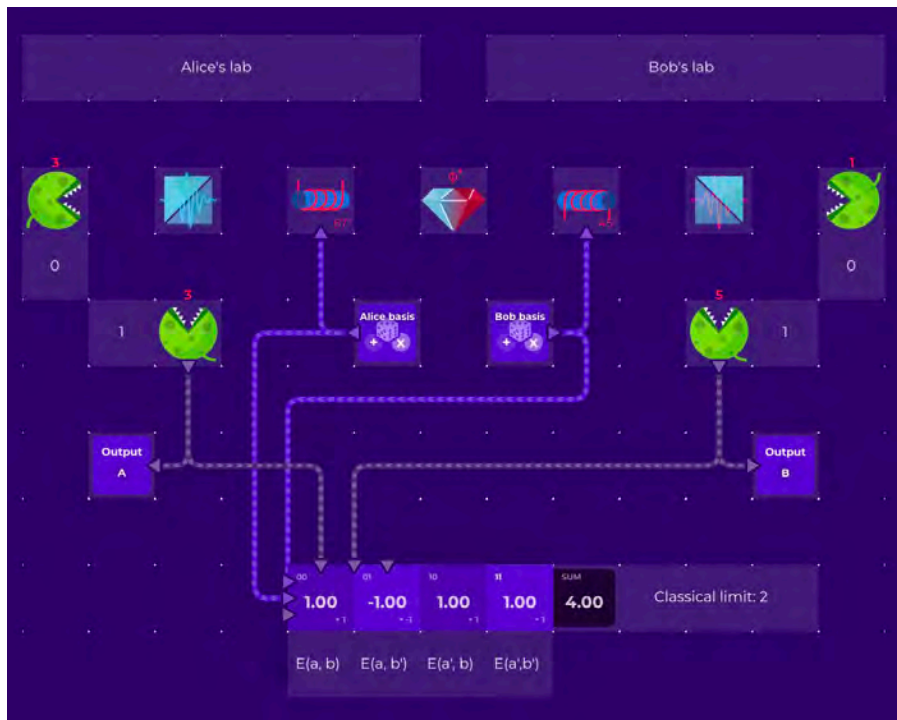 Alice's lab
Bob's lab
3
Φ⁺
1
0
0
Alice basis
+ x
Bob basis
+ x
3
1
5
1
Output
A
Output
B
00
1.00
01
-1.00
10
1.00
11
1.00
SUM
4.00
Classical limit: 2
E(a, b)
E(a, b')
E(a', b)
E(a',b')